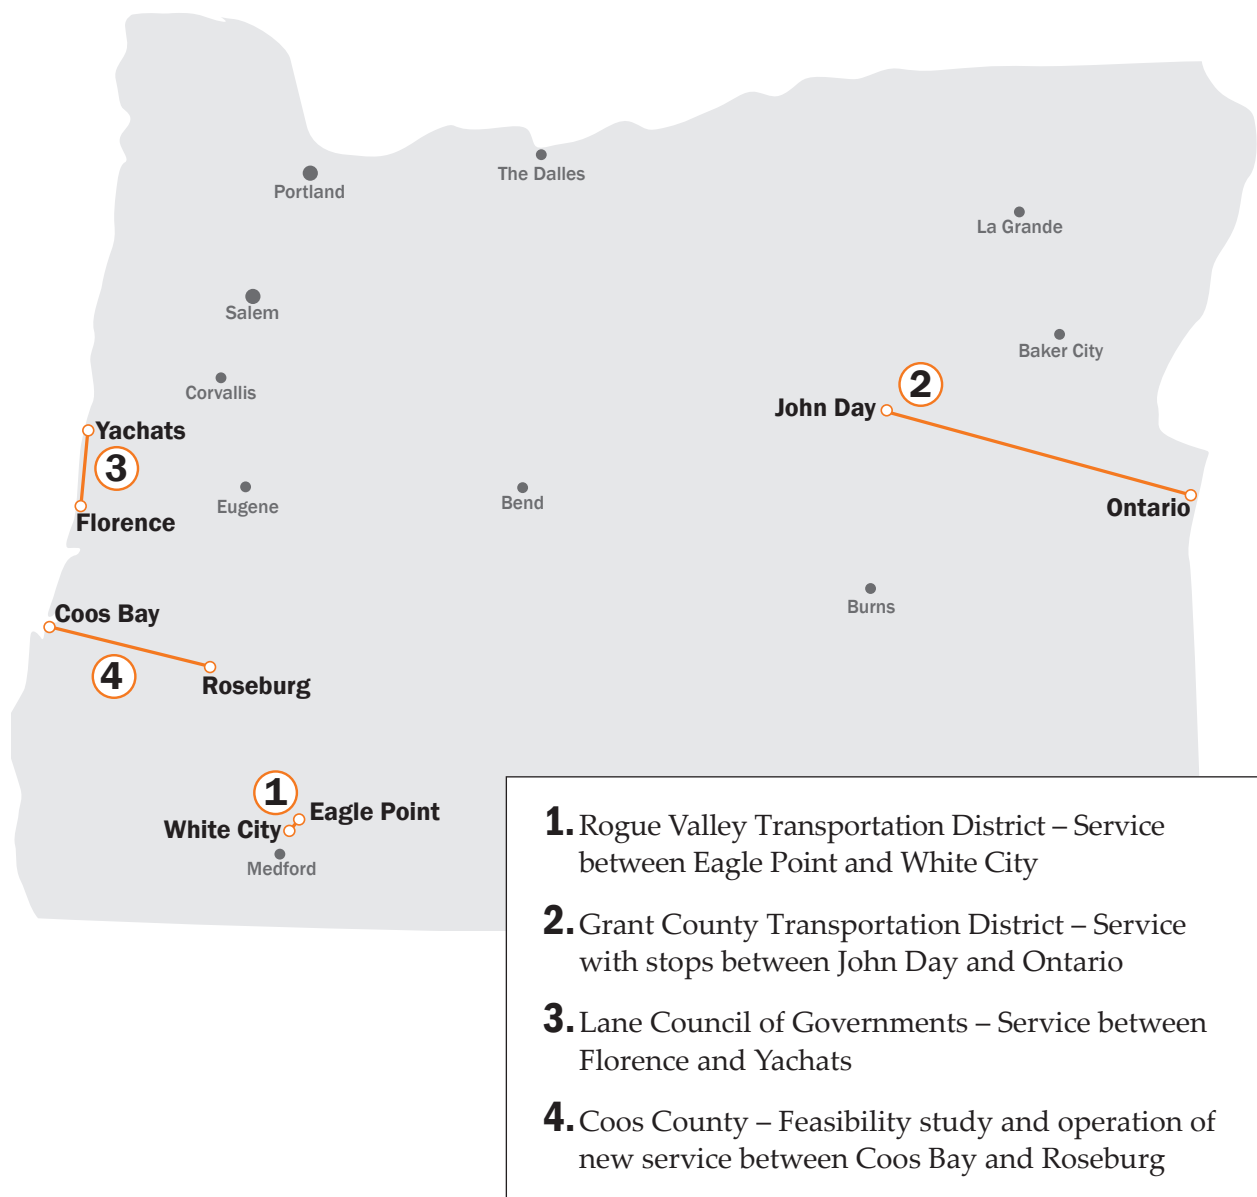 Portland
The Dalles
La Grande
Salem
Baker City
Corvallis
2
John Day
Yachats
3
Eugene
Bend
Ontario
Florence
Burns
Coos Bay
4
Roseburg
1
Eagle Point
White City
Medford
1. Rogue Valley Transportation District – Service
between Eagle Point and White City
2. Grant County Transportation District – Service
with stops between John Day and Ontario
3. Lane Council of Governments – Service between
Florence and Yachats
4. Coos County – Feasibility study and operation of
new service between Coos Bay and Roseburg